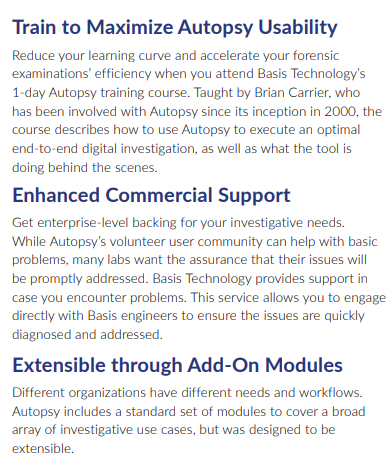 Train to Maximize Autopsy Usability
Reduce your learning curve and accelerate your forensic
examinations’ efficiency when you attend Basis Technology’s
1-day Autopsy training course. Taught by Brian Carrier, who
has been involved with Autopsy since its inception in 2000, the
course describes how to use Autopsy to execute an optimal
end-to-end digital investigation, as well as what the tool is
doing behind the scenes.
Enhanced Commercial Support
Get enterprise-level backing for your investigative needs.
While Autopsy’s volunteer user community can help with basic
problems, many labs want the assurance that their issues will
be promptly addressed. Basis Technology provides support in
case you encounter problems. This service allows you to engage
directly with Basis engineers to ensure the issues are quickly
diagnosed and addressed.
Extensible through Add-On Modules
Different organizations have different needs and workflows.
Autopsy includes a standard set of modules to cover a broad
array of investigative use cases, but was designed to be
extensible.